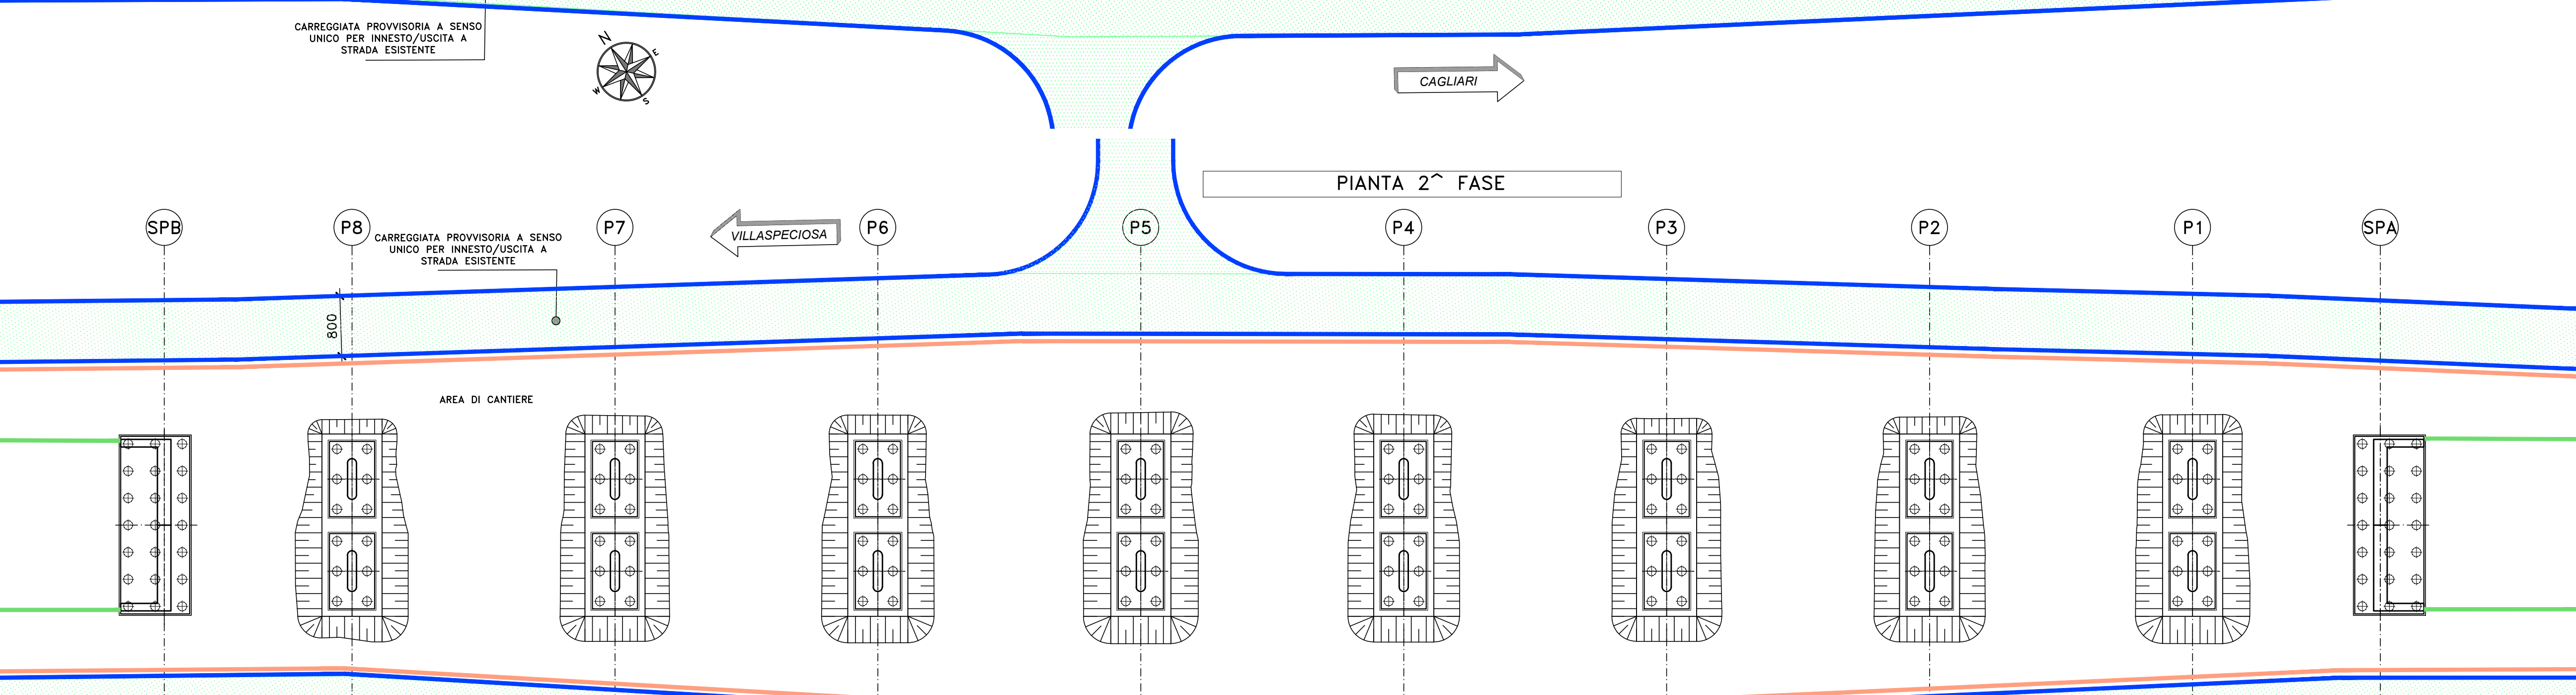 CARREGGIATA PROVVISORIA A SENSO
UNICO PER INNESTO/USCITA A
STRADA ESISTENTE
N
E
W
S
CAGLIARI
PIANTA 2^ FASE
SPB
P8
P7
P6
P5
P4
P3
P2
P1
SPA
VILLASPECIOSA
CARREGGIATA PROVVISORIA A SENSO
UNICO PER INNESTO/USCITA A
STRADA ESISTENTE
800
AREA DI CANTIERE